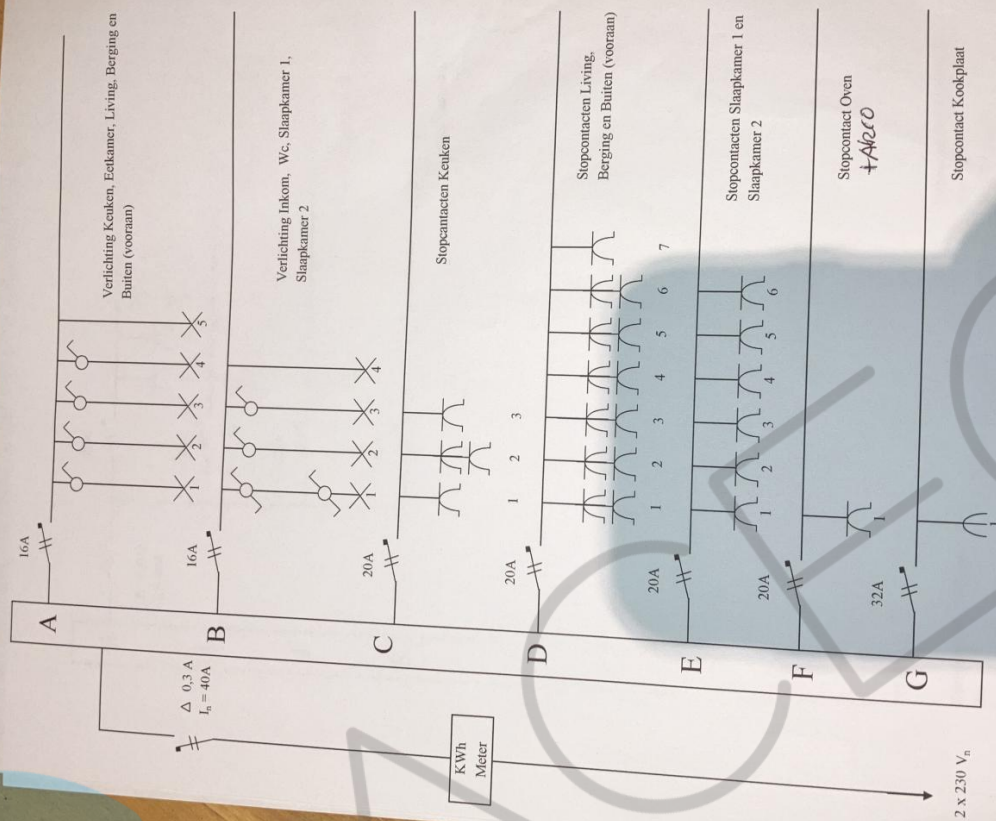 A
16A
1
2
3
4
5
Verlichting Keuken, Eetkamer, Living, Berging en
Buiten (vooraan)
B
16A
1
2
3
4
Verlichting Inkom, Wc, Slaapkamer 1,
Slaapkamer 2
C
20A
1
2
3
Stopcantacten Keuken
D
20A
1
2
3
4
5
6
7
Stopcontacten Living,
Berging en Buiten (vooraan)
E
20A
1
2
3
4
5
6
Stopcontacten Slaapkamer 1 en
Slaapkamer 2
F
20A
1
Stopcontact Oven
G
32A
1
Stopcontact Kookplaat
Δ 0,3 A
In = 40A
KWh
Meter
2 x 230 Vn